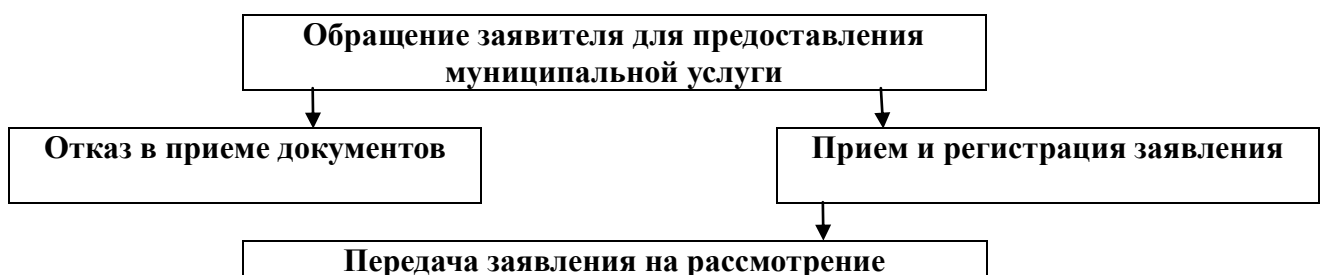 Обращение заявителя для предоставления
муниципальной услуги
Отказ в приеме документов
Прием и регистрация заявления
Передача заявления на рассмотрение